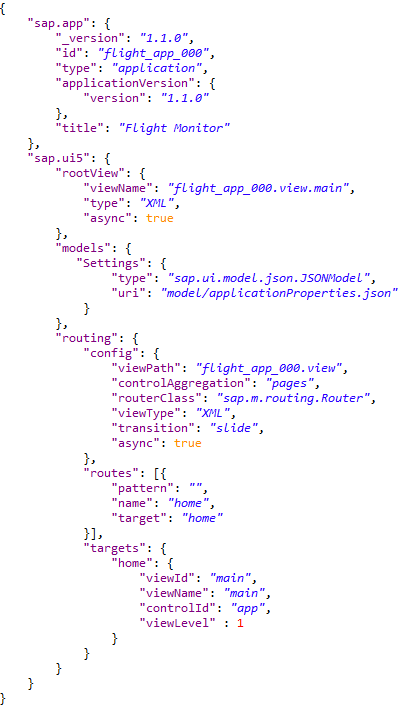 {
    "sap.app": {
        "_version": "1.1.0",
        "id": "flight_app_000",
        "type": "application",
        "applicationVersion": {
            "version": "1.1.0"
        },
        "title": "Flight Monitor"
    },
    "sap.ui5": {
        "rootView": {
            "viewName": "flight_app_000.view.main",
            "type": "XML",
            "async": true
        },
        "models": {
           "Settings": {
                "type": "sap.ui.model.json.JSONModel",
                "uri": "model/applicationProperties.json"
            }
        },
        "routing": {
            "config": {
                "viewPath": "flight_app_000.view",
                "controlAggregation": "pages",
                "routerClass": "sap.m.routing.Router",
                "viewType": "XML",
                "transition": "slide",
                "async": true
            },
            "routes": [{
                "pattern": "",
                "name": "home",
                "target": "home"
            }],
            "targets": {
                "home": {
                    "viewId": "main",
                    "viewName": "main",
                    "controlId": "app",
                    "viewLevel" : 1
                }
            }
        }
    }
}